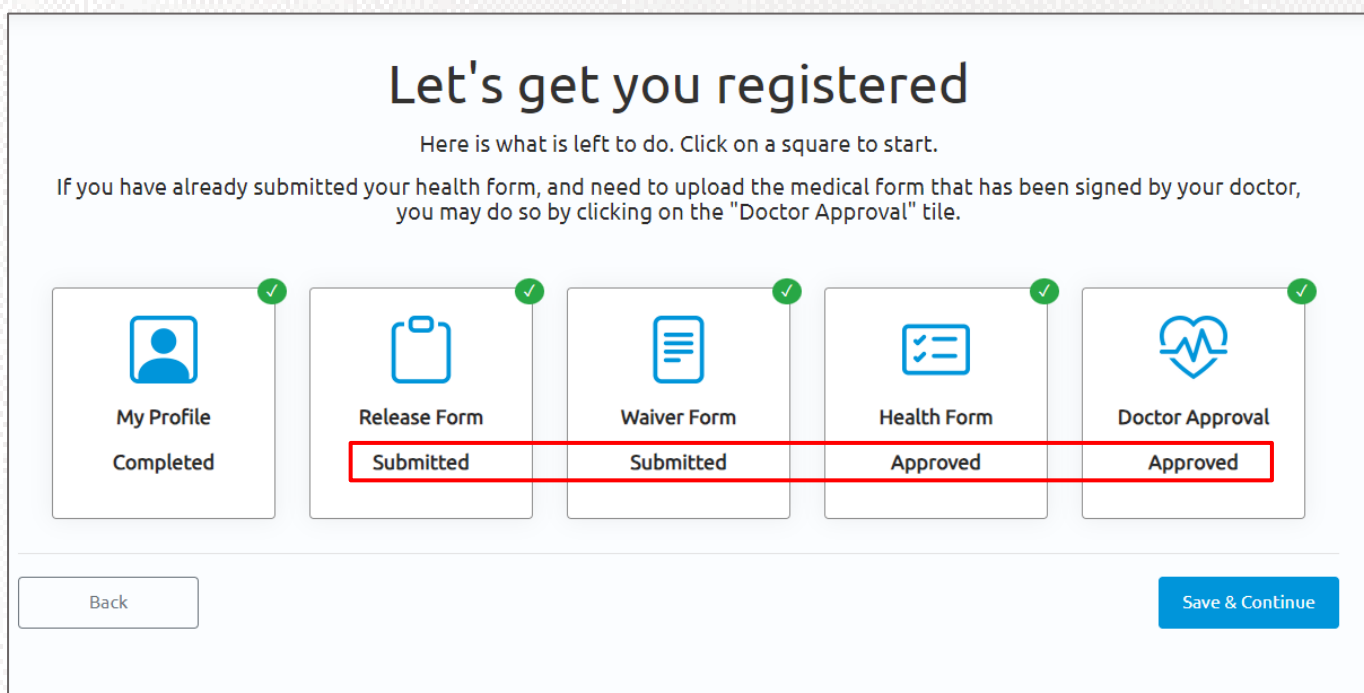 Let's get you registered
Here is what is left to do. Click on a square to start.
If you have already submitted your health form, and need to upload the medical form that has been signed by your doctor,
you may do so by clicking on the "Doctor Approval" tile.
My Profile
Completed
Release Form
Submitted
Waiver Form
Submitted
Health Form
Approved
Doctor Approval
Approved
Back
Save & Continue